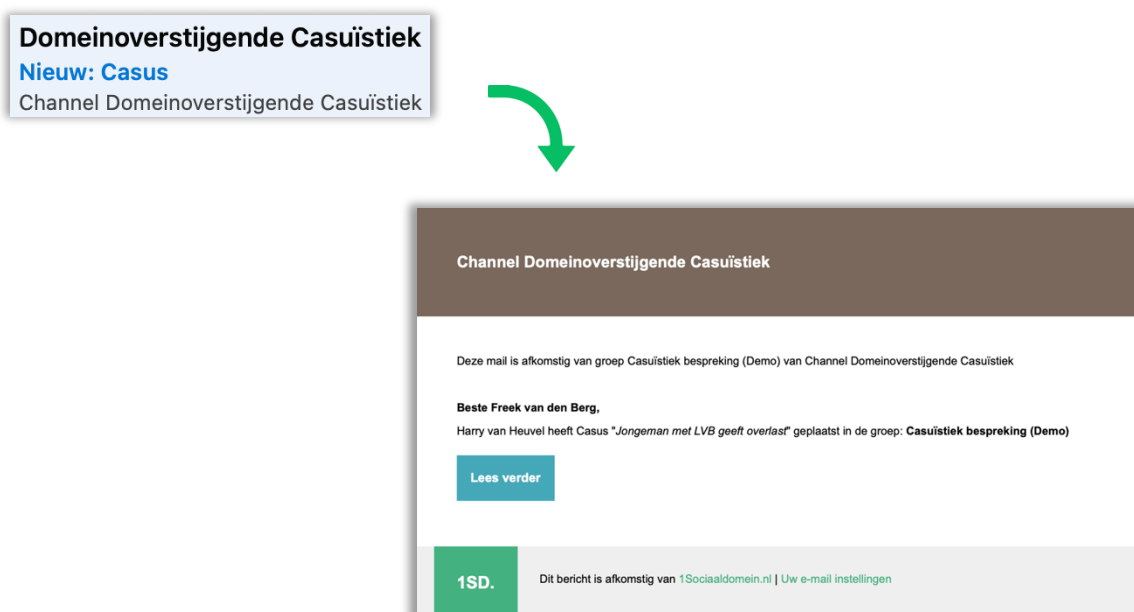 Domeinoverstijgende Casuïstiek
Nieuw: Casus
Channel Domeinoverstijgende Casuïstiek
Channel Domeinoverstijgende Casuïstiek
Deze mail is afkomstig van groep Casuïstiek bespreking (Demo) van Channel Domeinoverstijgende Casuïstiek
Beste Freek van den Berg,
Harry van Heuvel heeft Casus "Jongeman met LVB geeft overlast" geplaatst in de groep: Casuïstiek bespreking (Demo)
Lees verder
1SD.
Dit bericht is afkomstig van 1Sociaaldomein.nl | Uw e-mail instellingen